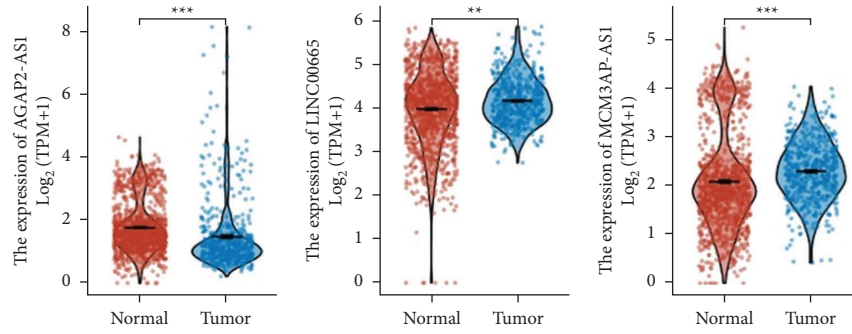 The expression of AGAP2-AS1
Log2 (TPM+1)
8
6
4
2
0
***
Normal
Tumor
The expression of LINC00665
Log2 (TPM+1)
6
5
4
3
2
1
0
**
Normal
Tumor
The expression of MCM3AP-AS1
Log2 (TPM+1)
5
4
3
2
1
0
***
Normal
Tumor